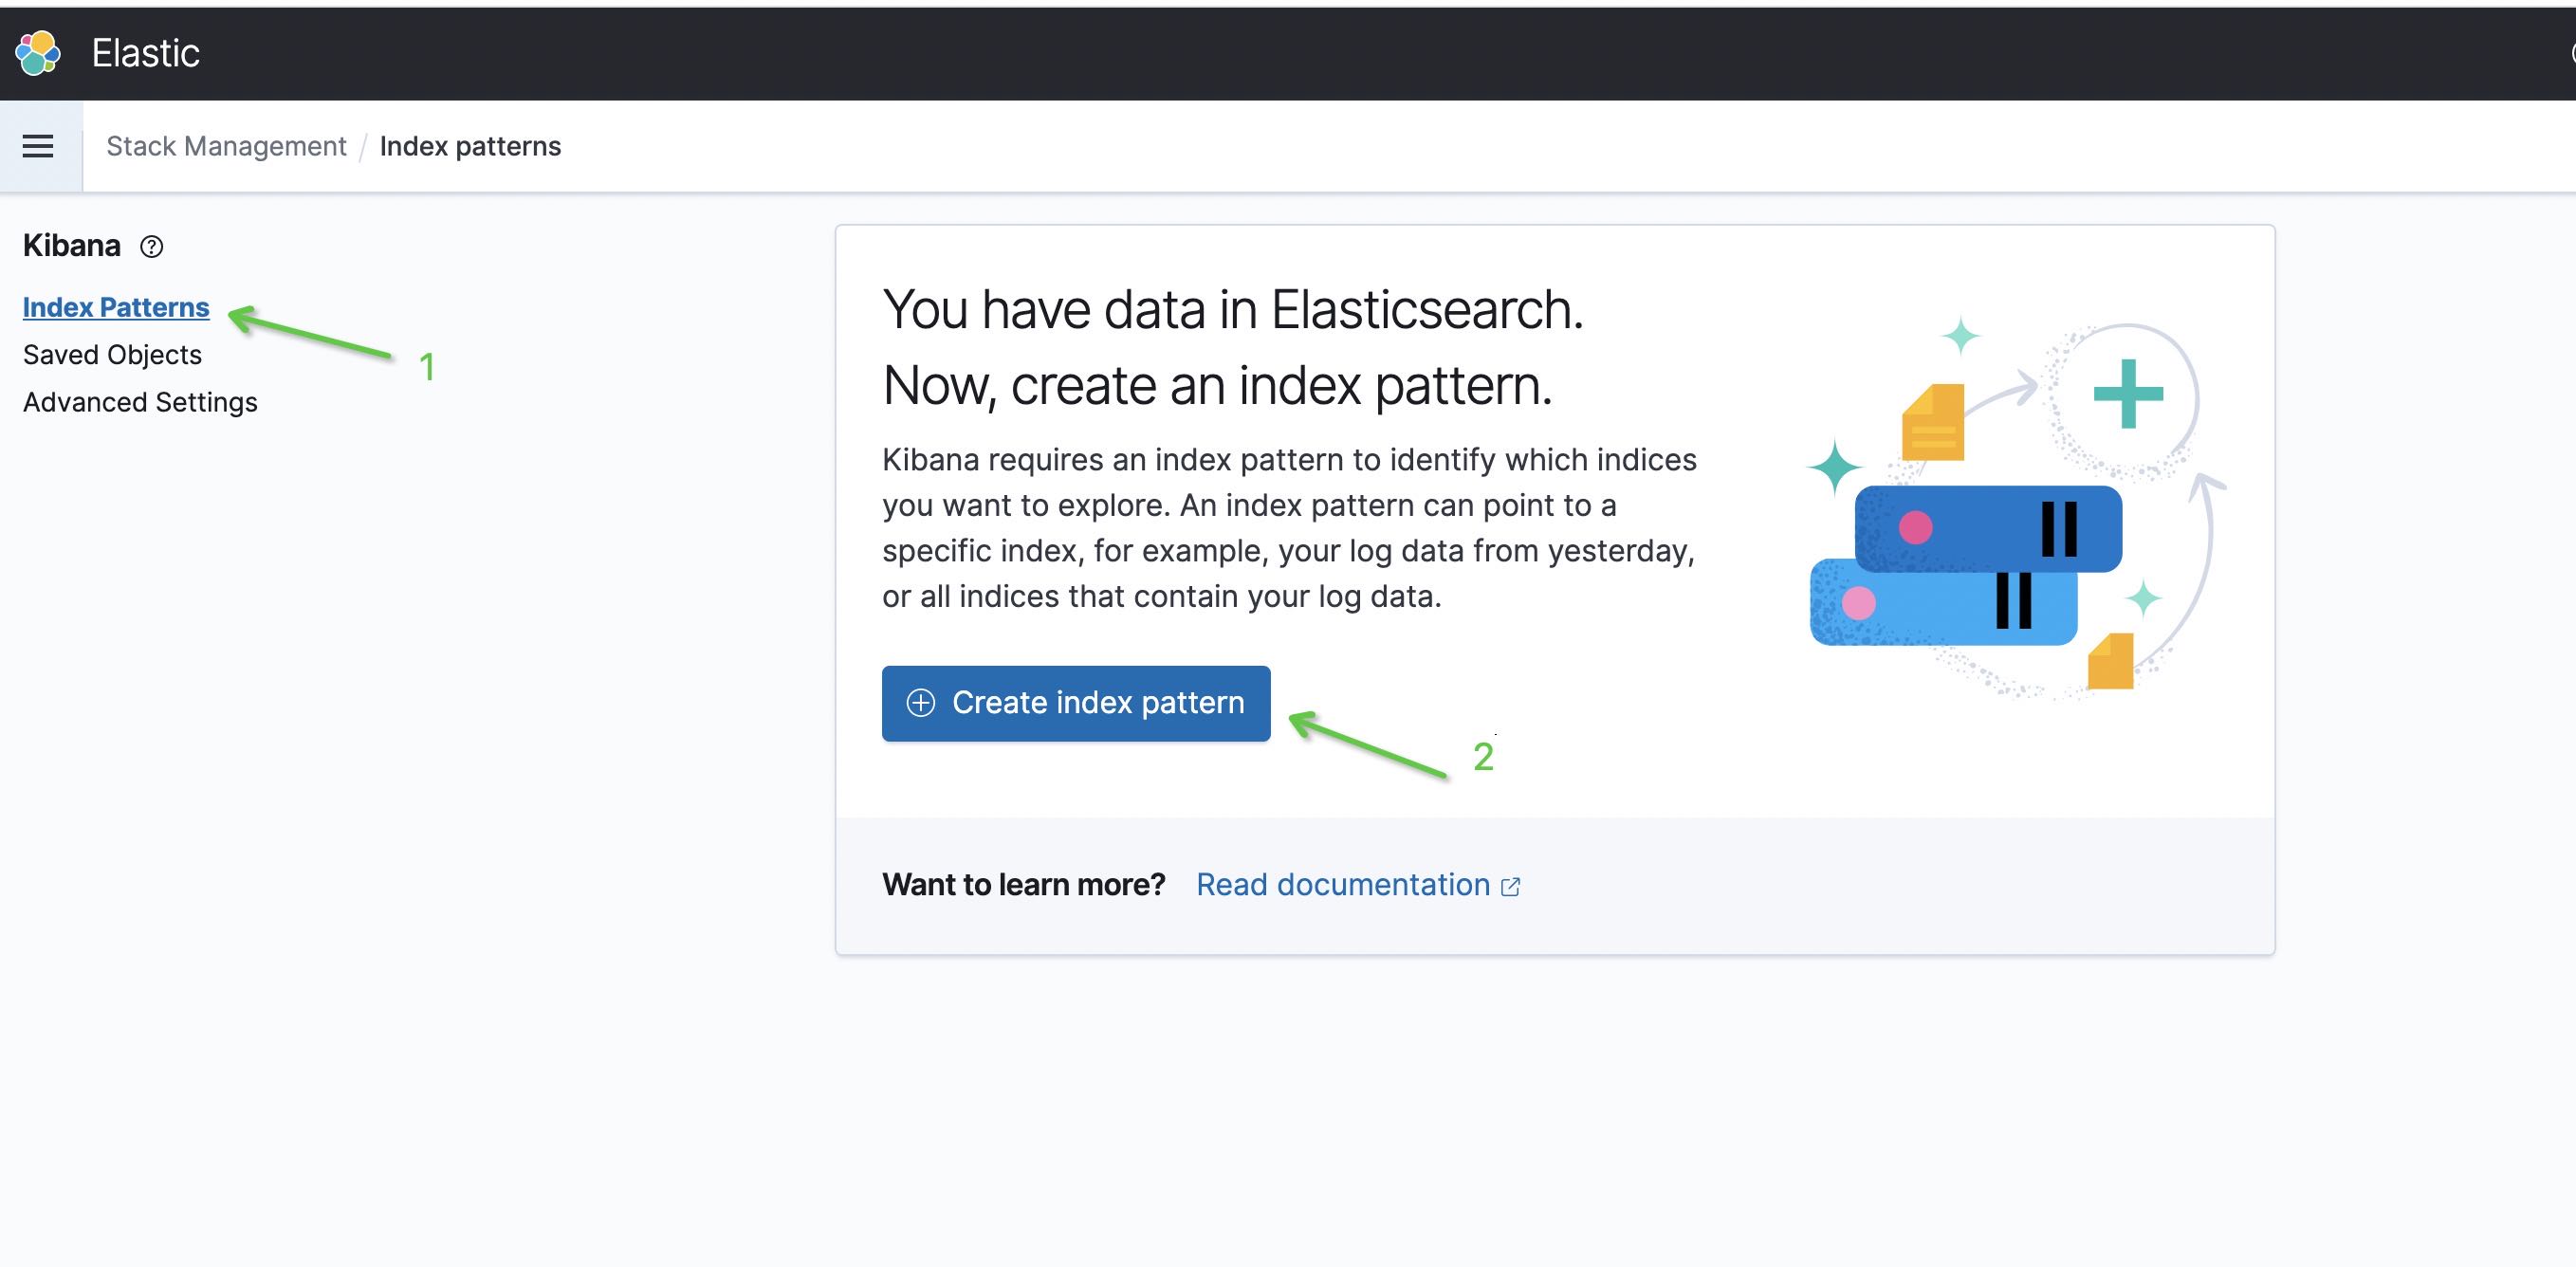 Elastic
Stack Management / Index patterns
Kibana
Index Patterns
1
Saved Objects
Advanced Settings
You have data in Elasticsearch.
Now, create an index pattern.
Kibana requires an index pattern to identify which indices
you want to explore. An index pattern can point to a
specific index, for example, your log data from yesterday,
or all indices that contain your log data.
Create index pattern
2
Want to learn more? Read documentation